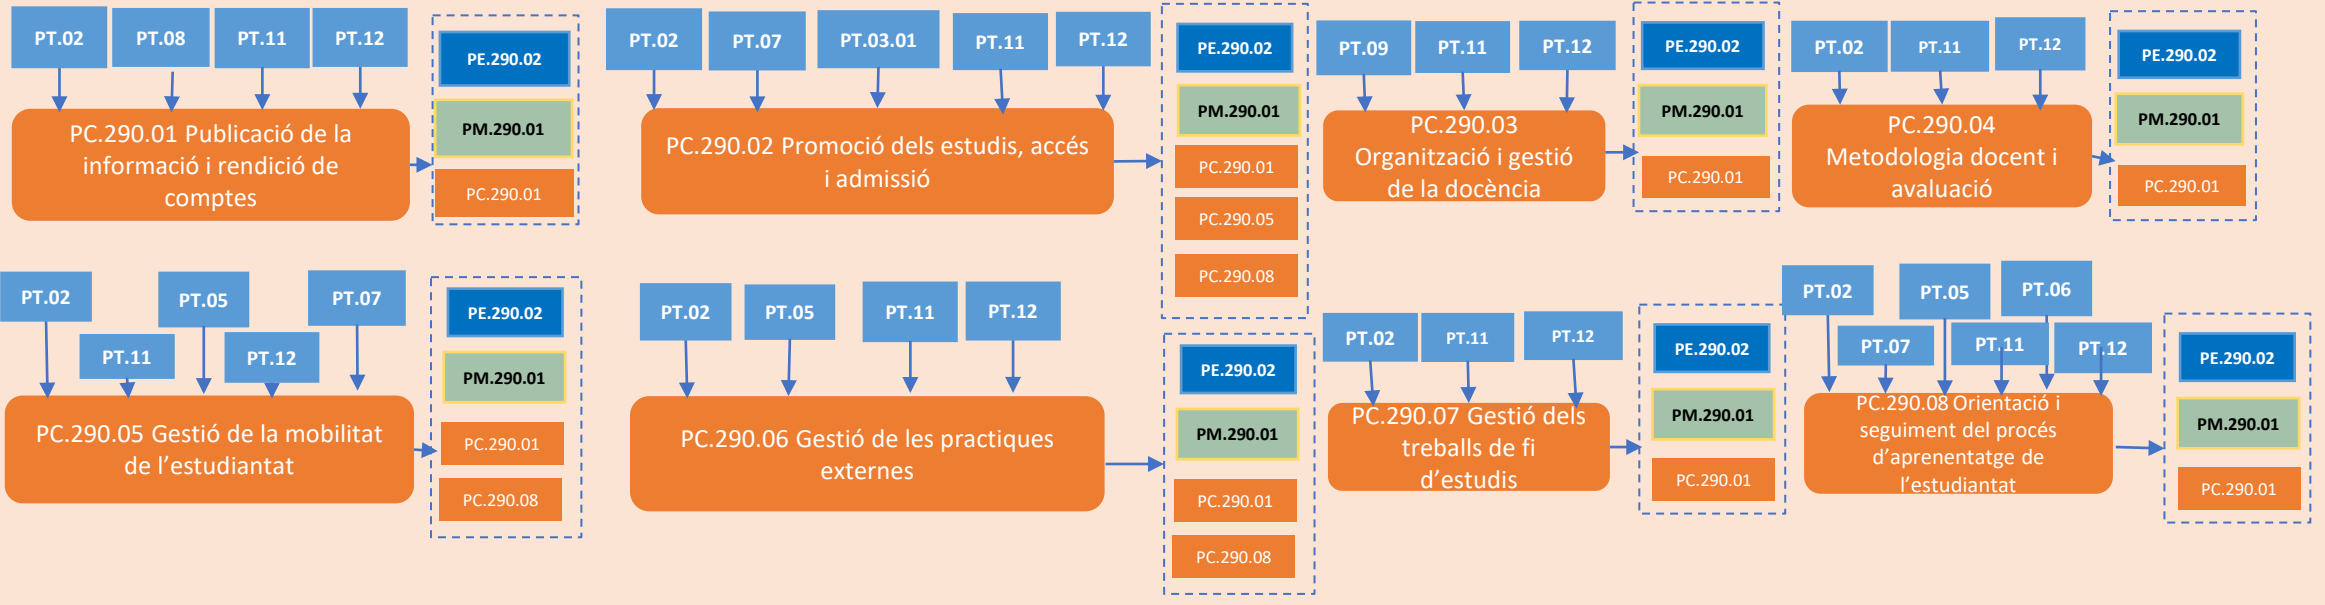 PT.02
PT.08
PT.11
PT.12
PC.290.01 Publicació de la
informació i rendició de
comptes
PE.290.02
PM.290.01
PC.290.01
PT.02
PT.07
PT.03.01
PT.11
PT.12
PC.290.02 Promoció dels estudis, accés
i admissió
PE.290.02
PM.290.01
PC.290.01
PC.290.05
PC.290.08
PT.09
PT.11
PT.12
PC.290.03
Organització i gestió
de la docència
PE.290.02
PM.290.01
PC.290.01
PT.02
PT.11
PT.12
PC.290.04
Metodologia docent i
avaluació
PE.290.02
PM.290.01
PC.290.01
PT.02
PT.11
PT.05
PT.12
PT.07
PC.290.05 Gestió de la mobilitat
de l’estudiantat
PE.290.02
PM.290.01
PC.290.01
PC.290.08
PT.02
PT.05
PT.11
PT.12
PC.290.06 Gestió de les practiques
externes
PE.290.02
PM.290.01
PC.290.01
PC.290.08
PT.02
PT.11
PT.12
PC.290.07 Gestió dels
treballs de fi
d’estudis
PE.290.02
PM.290.01
PC.290.01
PT.02
PT.07
PT.05
PT.11
PT.06
PT.12
PC.290.08 Orientació i
seguiment del procés
d’aprenentatge de
l’estudiantat
PE.290.02
PM.290.01
PC.290.01